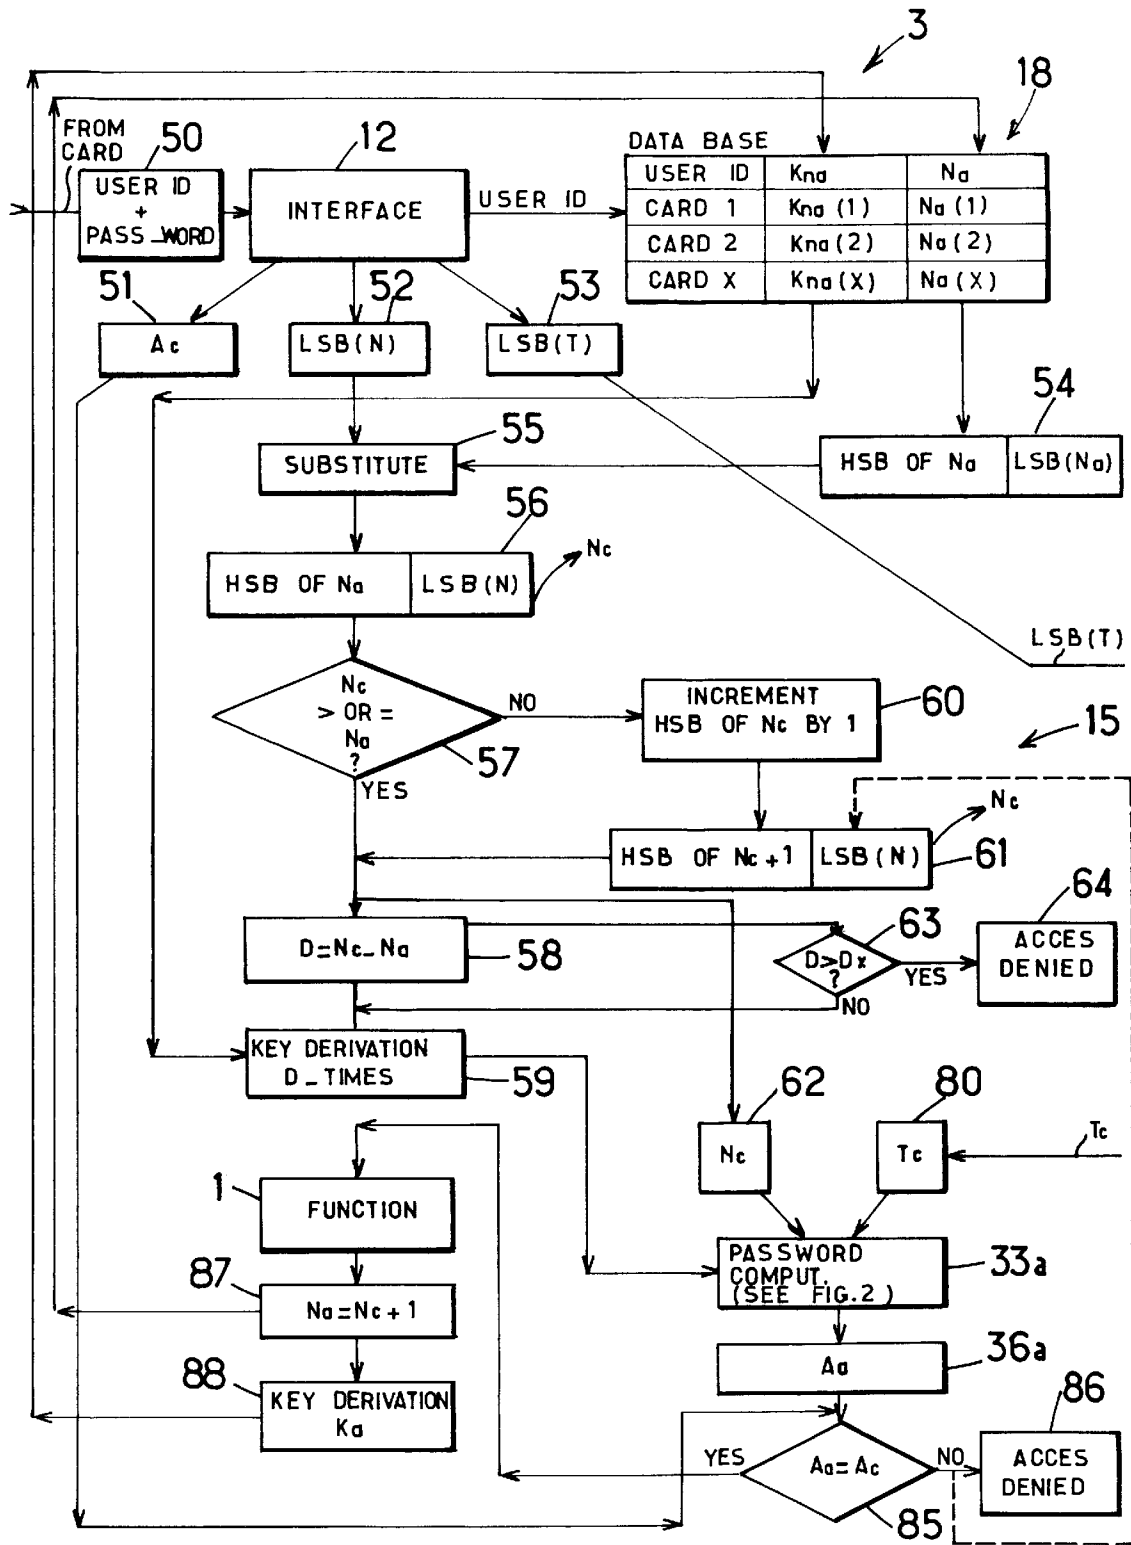 3
18
FROM
CARD
50
12
DATA BASE
USER ID
+
PASS_WORD
INTERFACE
USER ID
USER ID Kna Na
CARD 1 Kna (1) Na (1)
CARD 2 Kna (2) Na (2)
CARD X Kna (X) Na (X)
51
52
53
Ac
LSB(N)
LSB(T)
54
55
SUBSTITUTE
HSB OF Na LSB(Na)
56
Nc
HSB OF Na LSB(N)
LSB(T)
Nc
> OR =
Na
?
NO
57
YES
INCREMENT
HSB OF Nc BY 1
60
15
Nc
HSB OF Nc+1 LSB(N)
61
64
63
D=Nc_Na
58
D>Dx
?
YES
NO
ACCES
DENIED
KEY DERIVATION
D_TIMES
59
62
80
Nc
Tc
Tc
1
FUNCTION
PASSWORD
COMPUT.
(SEE FIG.2)
33a
87
Na=Nc+1
36a
Aa
88
KEY DERIVATION
Ka
86
YES
Aa=Ac
NO
85
ACCES
DENIED